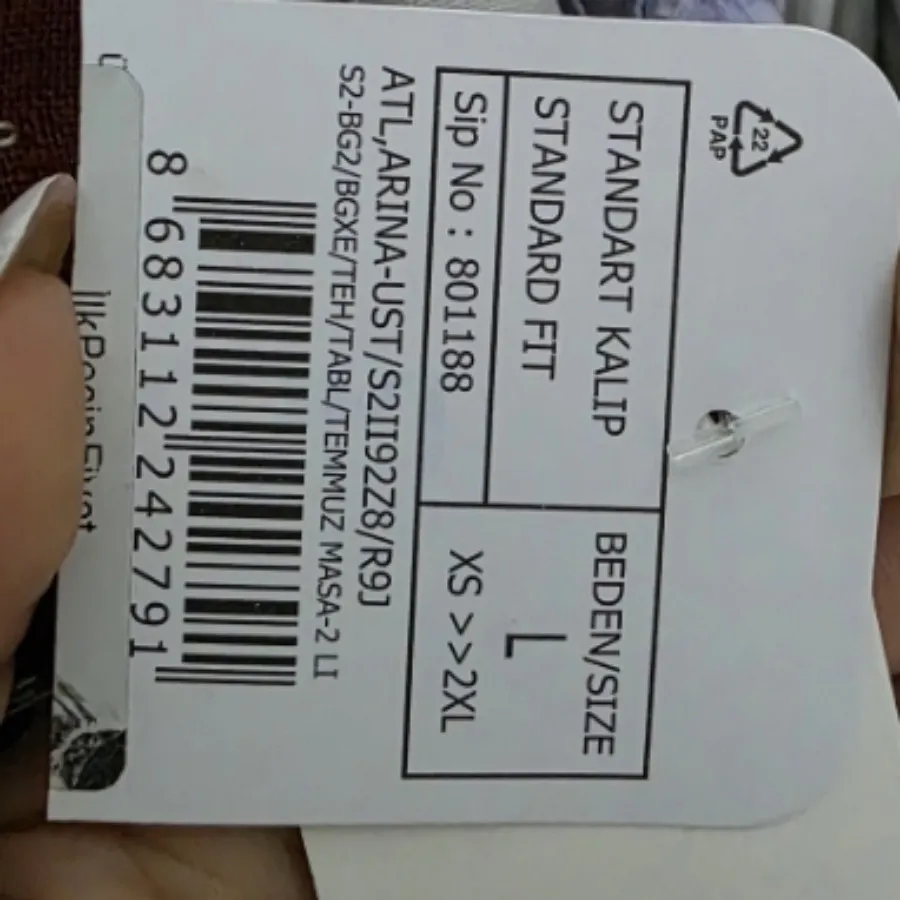 22
PAP
STANDART KALIP
STANDARD FIT
BEDEN/SIZE
L
Sip No : 801188
XS >>2XL
ATL,ARINA-UST/S2II92Z8/R9J
S2-BG2/BGXE/TEH/TABL/TEMMUZ MASA-2 LI
8 683112 242791